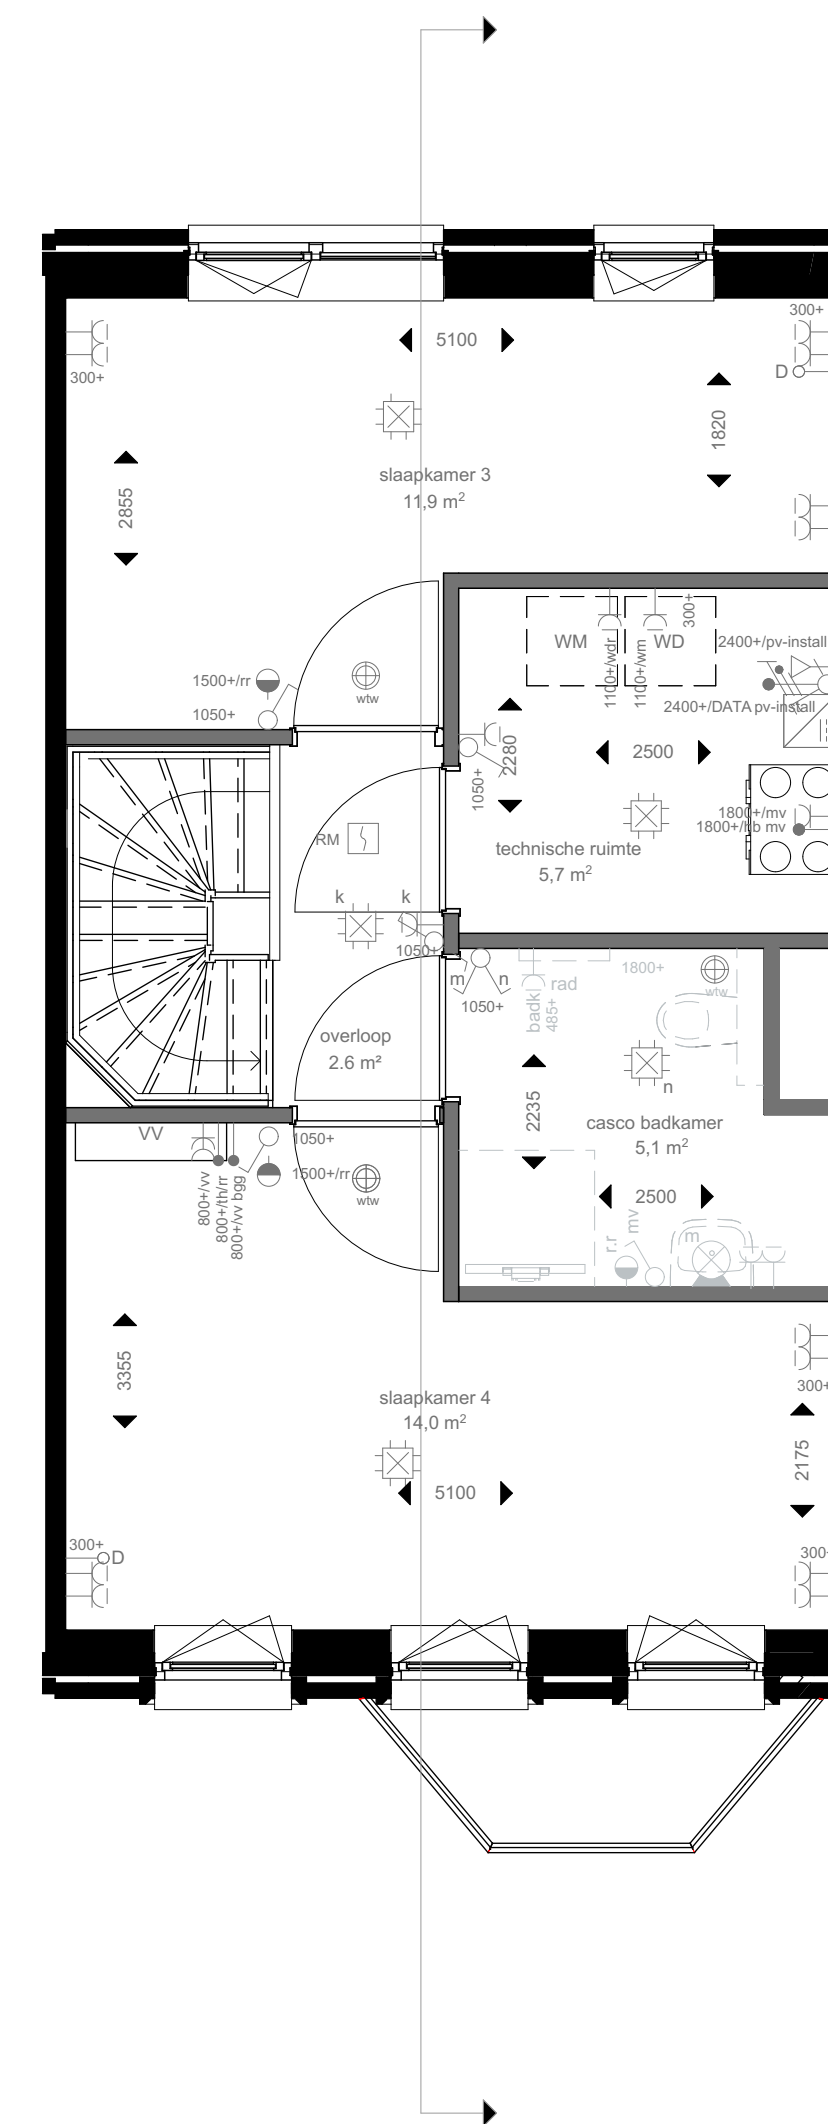 5100
300+
300+
D
1820
slaapkamer 3
11,9 m²
2855
WM
WD
300+
1100+/wdr
1100+/wm
2400+/pv-install
2400+/DATA pv-install
1500+/rr
wtw
1050+
2280
2500
1050+
1800+/mv
1800+/hb mv
RM
technische ruimte
5,7 m²
k
k
1050+
m
n
1050+
badk
rad
485+
1800+
wtw
overloop
2.6 m²
n
2235
casco badkamer
5,1 m²
VV
1050+
1500+/rr
wtw
800+/vv
800+/th/rr
800+/vv bgg
2500
r.r
mv
m
3355
slaapkamer 4
14,0 m²
300+
2175
5100
300+
D
300+